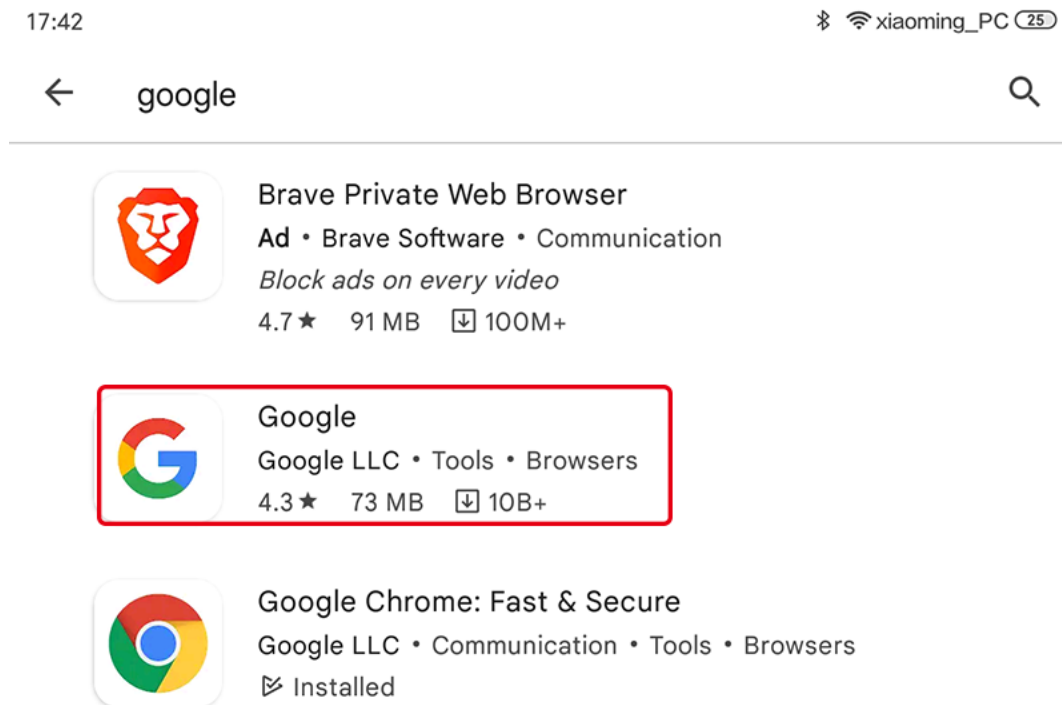 17:42 xiaoming_PC 25
google
Brave Private Web Browser
Ad • Brave Software • Communication
Block ads on every video
4.7★ 91 MB 100M+
Google
Google LLC • Tools • Browsers
4.3★ 73 MB 10B+
Google Chrome: Fast & Secure
Google LLC • Communication • Tools • Browsers
Installed